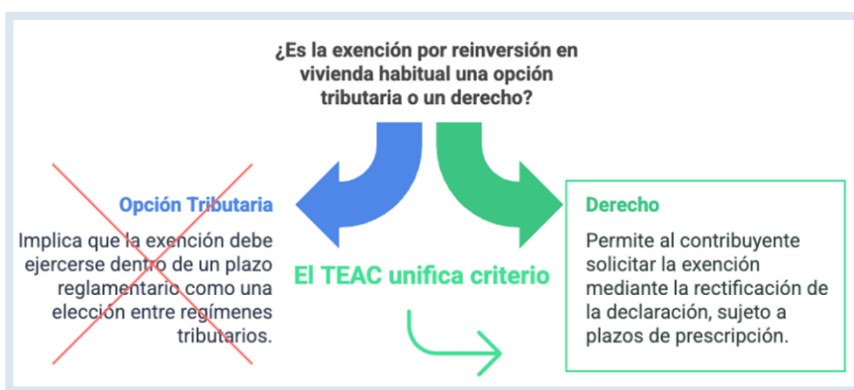 ¿Es la exención por reinversión en
vivienda habitual una opción
tributaria o un derecho?
Opción Tributaria
Implica que la exención debe
ejercerse dentro de un plazo
reglamentario como una
elección entre regímenes
tributarios.
El TEAC unifica criterio
Derecho
Permite al contribuyente
solicitar la exención
mediante la rectificación de
la declaración, sujeto a
plazos de prescripción.